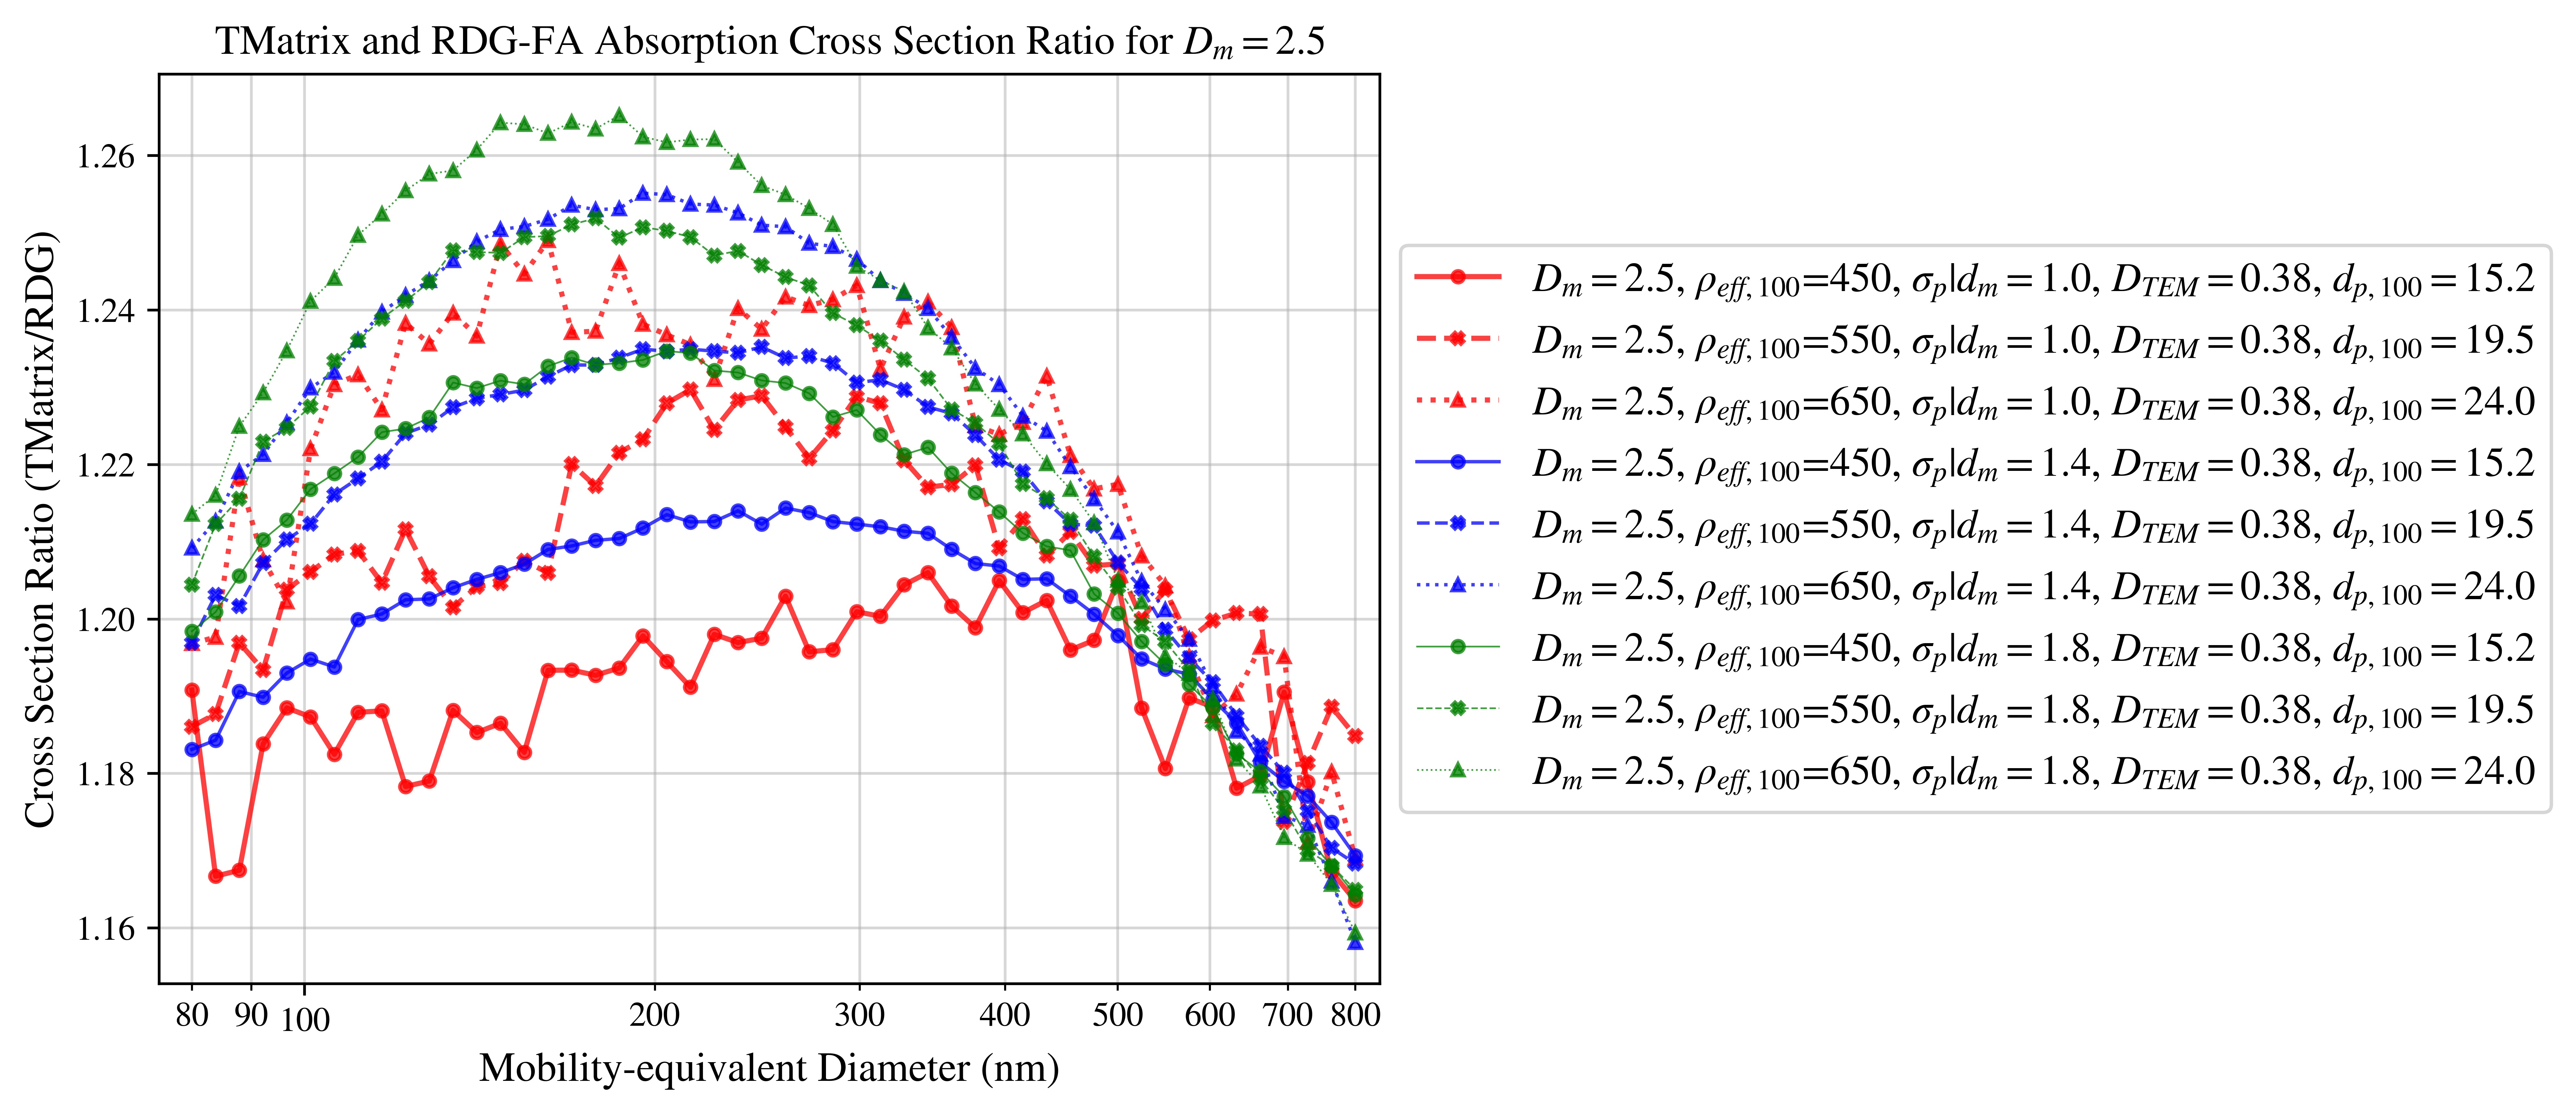 TMatrix and RDG-FA Absorption Cross Section Ratio for Dₘ = 2.5
Cross Section Ratio (TMatrix/RDG)
1.26
1.24
1.22
1.20
1.18
1.16
80 90 100 200 300 400 500 600 700 800
Mobility-equivalent Diameter (nm)
D_m = 2.5, ρ_eff,100=450, σ_p|d_m = 1.0, D_TEM = 0.38, d_p,100 = 15.2
D_m = 2.5, ρ_eff,100=550, σ_p|d_m = 1.0, D_TEM = 0.38, d_p,100 = 19.5
D_m = 2.5, ρ_eff,100=650, σ_p|d_m = 1.0, D_TEM = 0.38, d_p,100 = 24.0
D_m = 2.5, ρ_eff,100=450, σ_p|d_m = 1.4, D_TEM = 0.38, d_p,100 = 15.2
D_m = 2.5, ρ_eff,100=550, σ_p|d_m = 1.4, D_TEM = 0.38, d_p,100 = 19.5
D_m = 2.5, ρ_eff,100=650, σ_p|d_m = 1.4, D_TEM = 0.38, d_p,100 = 24.0
D_m = 2.5, ρ_eff,100=450, σ_p|d_m = 1.8, D_TEM = 0.38, d_p,100 = 15.2
D_m = 2.5, ρ_eff,100=550, σ_p|d_m = 1.8, D_TEM = 0.38, d_p,100 = 19.5
D_m = 2.5, ρ_eff,100=650, σ_p|d_m = 1.8, D_TEM = 0.38, d_p,100 = 24.0